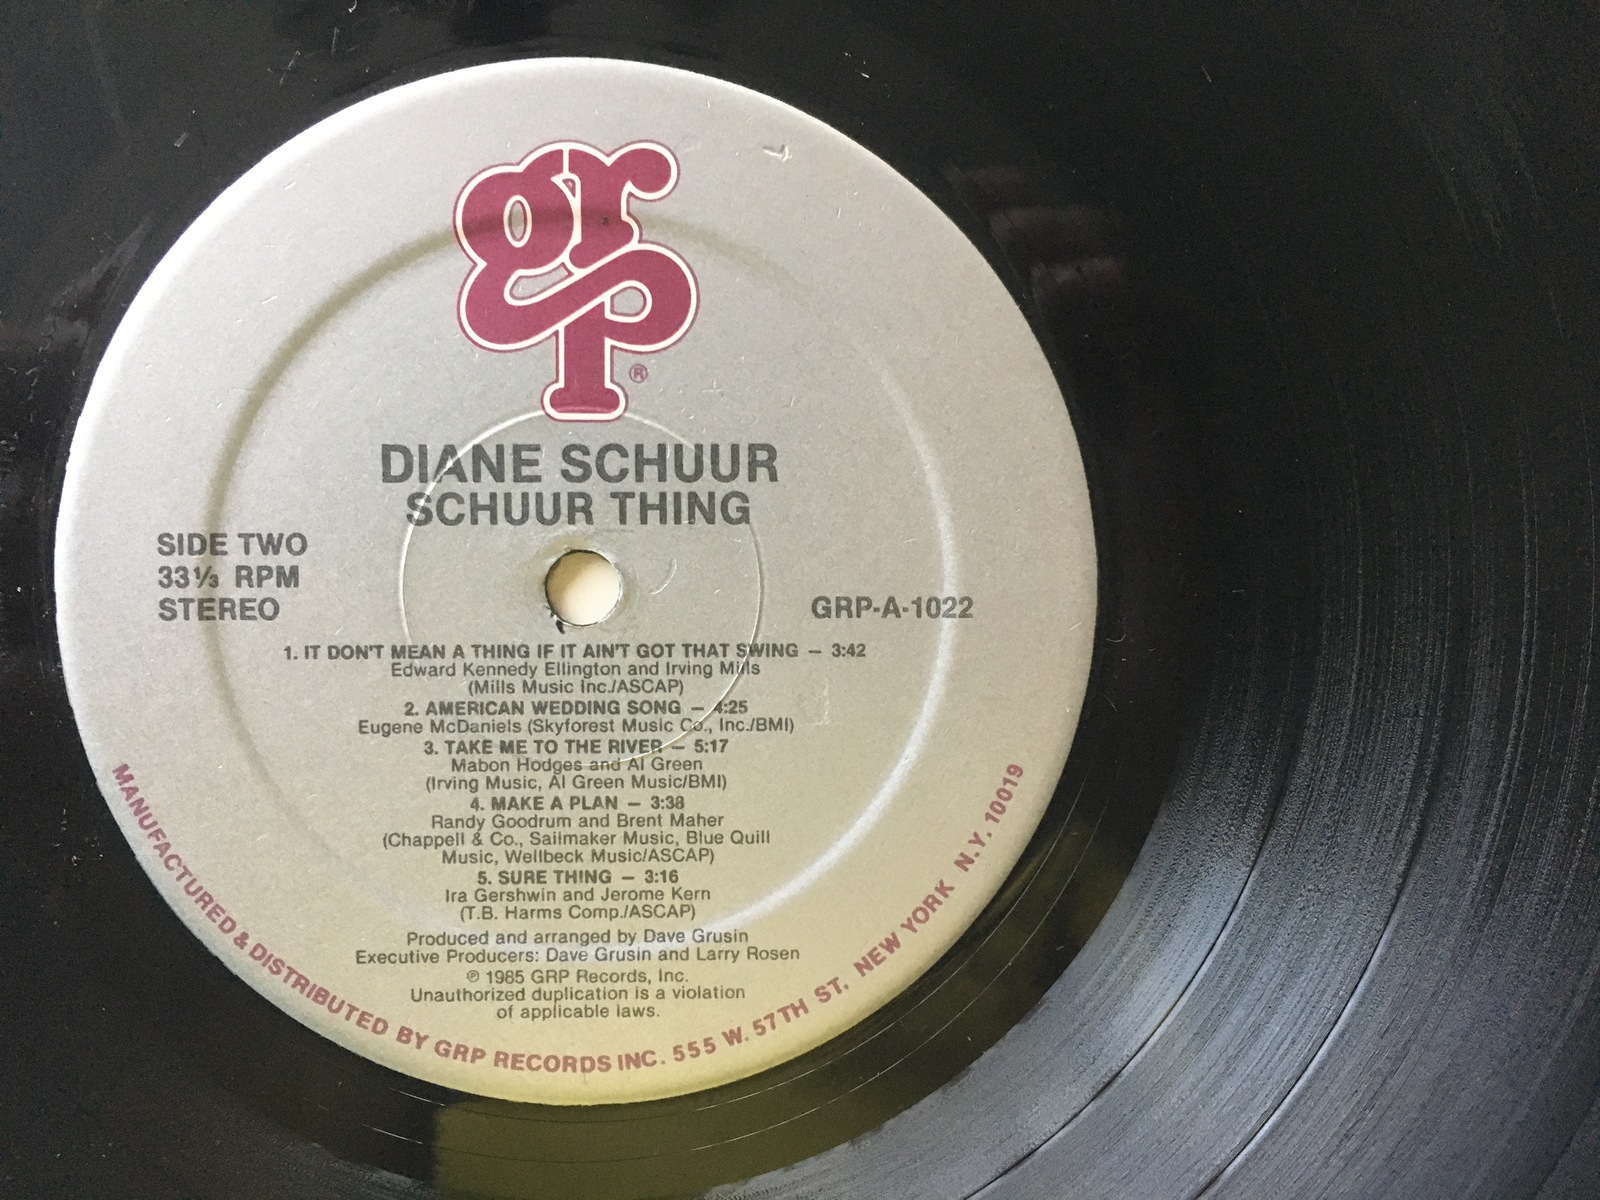 grp
®
DIANE SCHUUR
SCHUUR THING
SIDE TWO
33⅓ RPM
STEREO
GRP-A-1022
1. IT DON'T MEAN A THING IF IT AIN'T GOT THAT SWING — 3:42
Edward Kennedy Ellington and Irving Mills
(Mills Music Inc./ASCAP)
2. AMERICAN WEDDING SONG — 4:25
Eugene McDaniels (Skyforest Music Co., Inc./BMI)
3. TAKE ME TO THE RIVER — 5:17
Mabon Hodges and Al Green
(Irving Music, Al Green Music/BMI)
4. MAKE A PLAN — 3:38
Randy Goodrum and Brent Maher
(Chappell & Co., Sailmaker Music, Blue Quill
Music, Wellbeck Music/ASCAP)
5. SURE THING — 3:16
Ira Gershwin and Jerome Kern
(T.B. Harms Comp./ASCAP)
Produced and arranged by Dave Grusin
Executive Producers: Dave Grusin and Larry Rosen
℗ 1985 GRP Records, Inc.
Unauthorized duplication is a violation
of applicable laws.
MANUFACTURED & DISTRIBUTED BY GRP RECORDS INC. 555 W. 57TH ST. NEW YORK N.Y. 10019